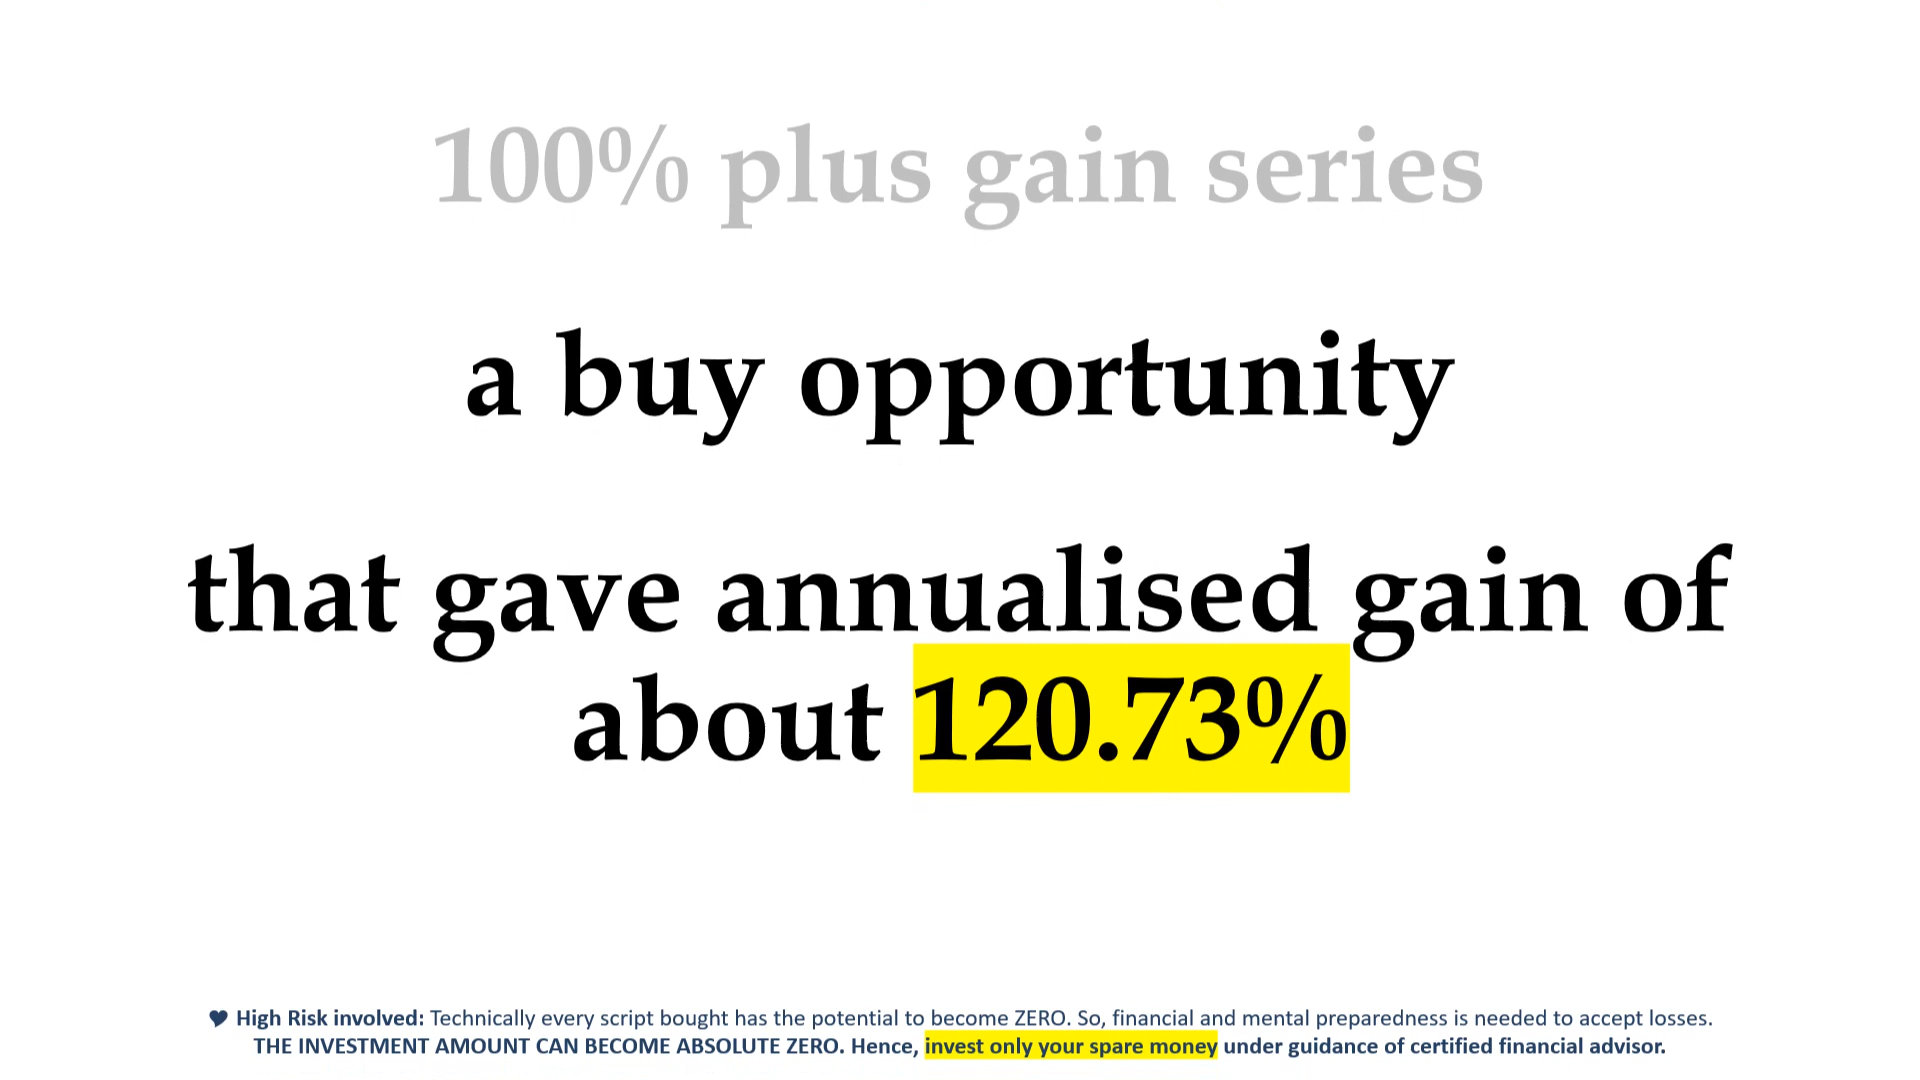 100% plus gain series
a buy opportunity
that gave annualised gain of
about 120.73%
❤ High Risk involved: Technically every script bought has the potential to become ZERO. So, financial and mental preparedness is needed to accept losses.
THE INVESTMENT AMOUNT CAN BECOME ABSOLUTE ZERO. Hence, invest only your spare money under guidance of certified financial advisor.